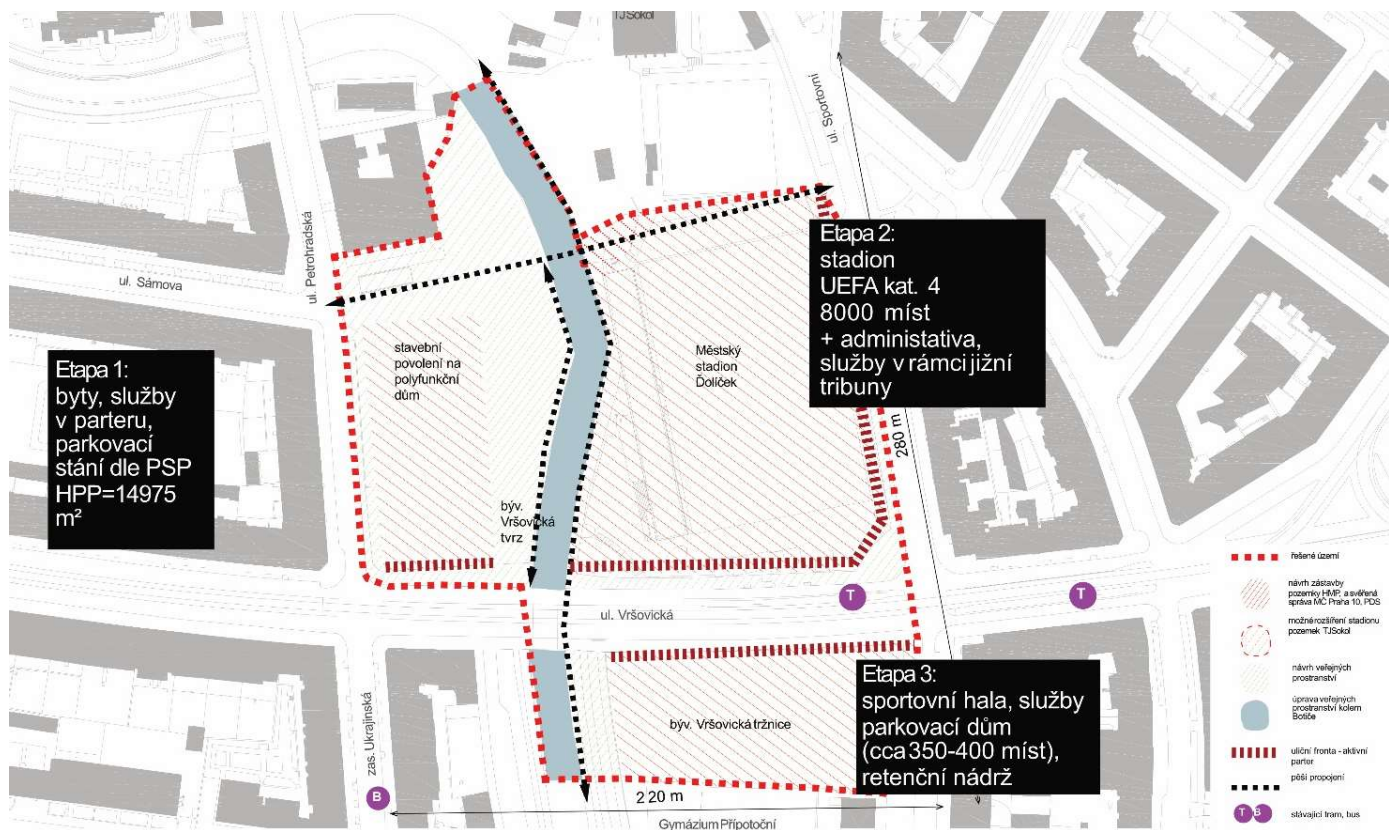 TJSokol
ul. Sportovní
ul. Petrohradská
ul. Sámova
Etapa 1:
byty, služby
v parteru,
parkovací
stání dle PSP
HPP=14975
m²
stavební
povolení na
polyfunkční
dům
Městský
stadion
Ďolíček
Etapa 2:
stadion
UEFA kat. 4
8000 míst
+ administativa,
služby v rámci jižní
tribuny
280 m
býv.
Vršovická
tvrz
T
T
ul. Vršovická
býv. Vršovická tržnice
Etapa 3:
sportovní hala, služby
parkovací dům
(cca 350-400 míst),
retenční nádrž
zas. Ukrajinská
B
220 m
Gymázium Přípotoční
řešené území
návrh zástavby
pozemky HMP, a svěřená
správa MČ Praha 10, PDS
možné rozšíření stadionu
pozemek TJSokol
návrh veřejných
prostranství
úprava veřejných
prostranství kolem
Botiče
uliční fronta - aktivní
parter
pěší propojení
T B
stávající tram, bus